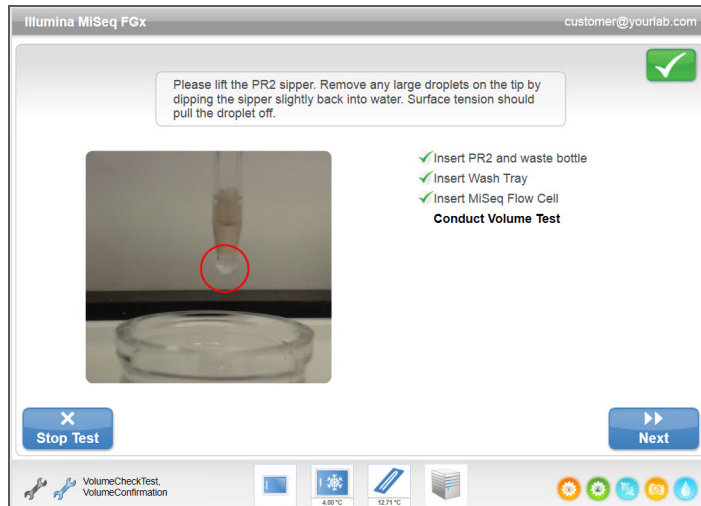 Illumina MiSeq FGx
customer@yourlab.com
Please lift the PR2 sipper. Remove any large droplets on the tip by
dipping the sipper slightly back into water. Surface tension should
pull the droplet off.
Insert PR2 and waste bottle
Insert Wash Tray
Insert MiSeq Flow Cell
Conduct Volume Test
Stop Test
Next
VolumeCheckTest,
VolumeConfirmation
4.00 °C
12.71 °C